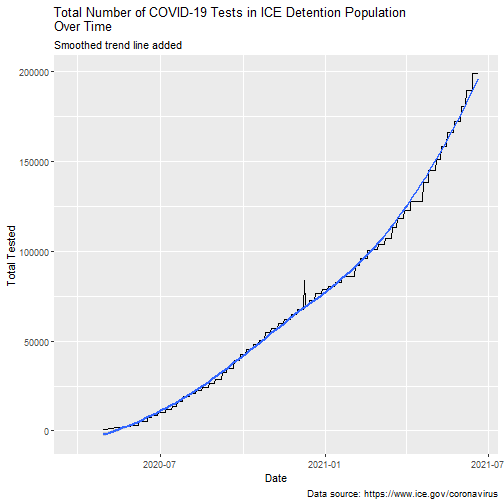 Total Number of COVID-19 Tests in ICE Detention Population
Over Time
Smoothed trend line added
200000
150000
100000
50000
0
Total Tested
2020-07
2021-01
2021-07
Date
Data source: https://www.ice.gov/coronavirus